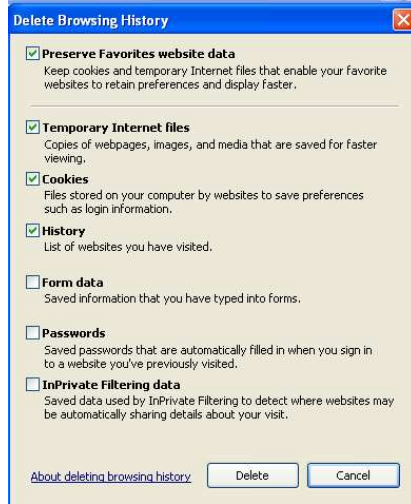 Delete Browsing History
Preserve Favorites website data
Keep cookies and temporary Internet files that enable your favorite
websites to retain preferences and display faster.
Temporary Internet files
Copies of webpages, images, and media that are saved for faster
viewing.
Cookies
Files stored on your computer by websites to save preferences
such as login information.
History
List of websites you have visited.
Form data
Saved information that you have typed into forms.
Passwords
Saved passwords that are automatically filled in when you sign in
to a website you've previously visited.
InPrivate Filtering data
Saved data used by InPrivate Filtering to detect where websites may
be automatically sharing details about your visit.
About deleting browsing history Delete Cancel